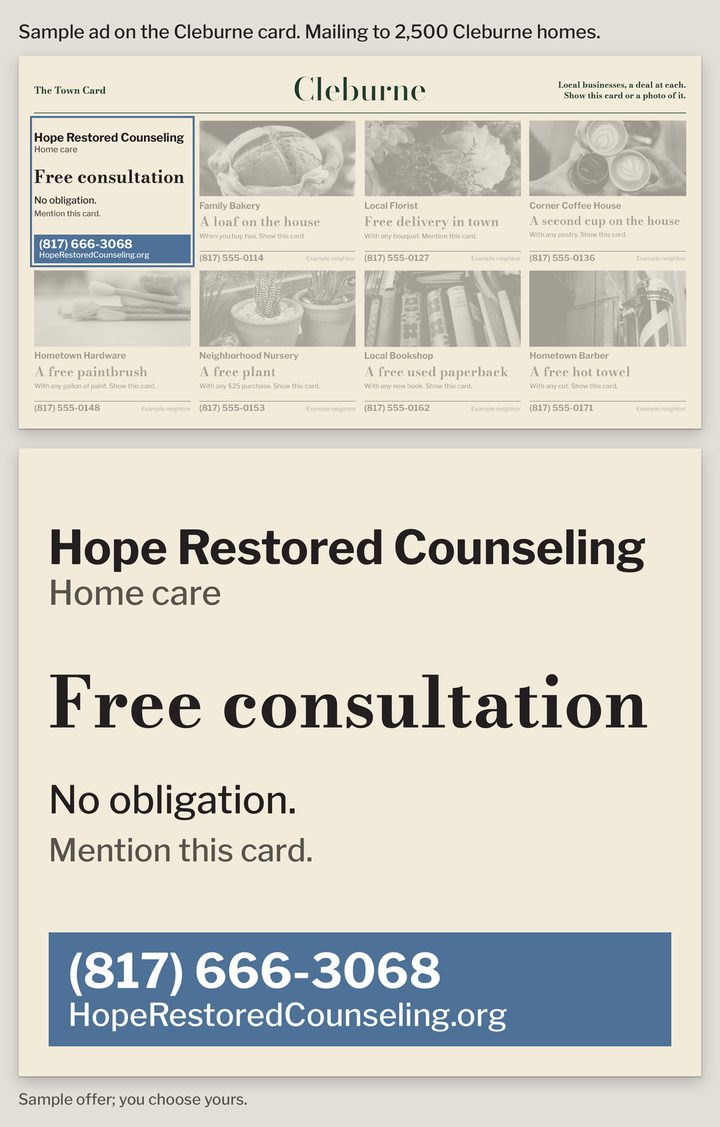 Sample ad on the Cleburne card. Mailing to 2,500 Cleburne homes.
The Town Card
Cleburne
Local businesses, a deal at each.
Show this card or a photo of it.
Hope Restored Counseling
Home care
Free consultation
No obligation.
Mention this card.
(817) 666-3068
HopeRestoredCounseling.org
Family Bakery
A loaf on the house
When you buy two. Show this card.
(817) 555-0114
Example neighbor
Local Florist
Free delivery in town
With any bouquet. Mention this card.
(817) 555-0127
Example neighbor
Corner Coffee House
A second cup on the house
With any pastry. Show this card.
(817) 555-0136
Example neighbor
Hometown Hardware
A free paintbrush
With any gallon of paint. Show this card.
(817) 555-0148
Example neighbor
Neighborhood Nursery
A free plant
With any $25 purchase. Show this card.
(817) 555-0153
Example neighbor
Local Bookshop
A free used paperback
With any new book. Show this card.
(817) 555-0162
Example neighbor
Hometown Barber
A free hot towel
With any cut. Show this card.
(817) 555-0171
Example neighbor
Hope Restored Counseling
Home care
Free consultation
No obligation.
Mention this card.
(817) 666-3068
HopeRestoredCounseling.org
Sample offer; you choose yours.